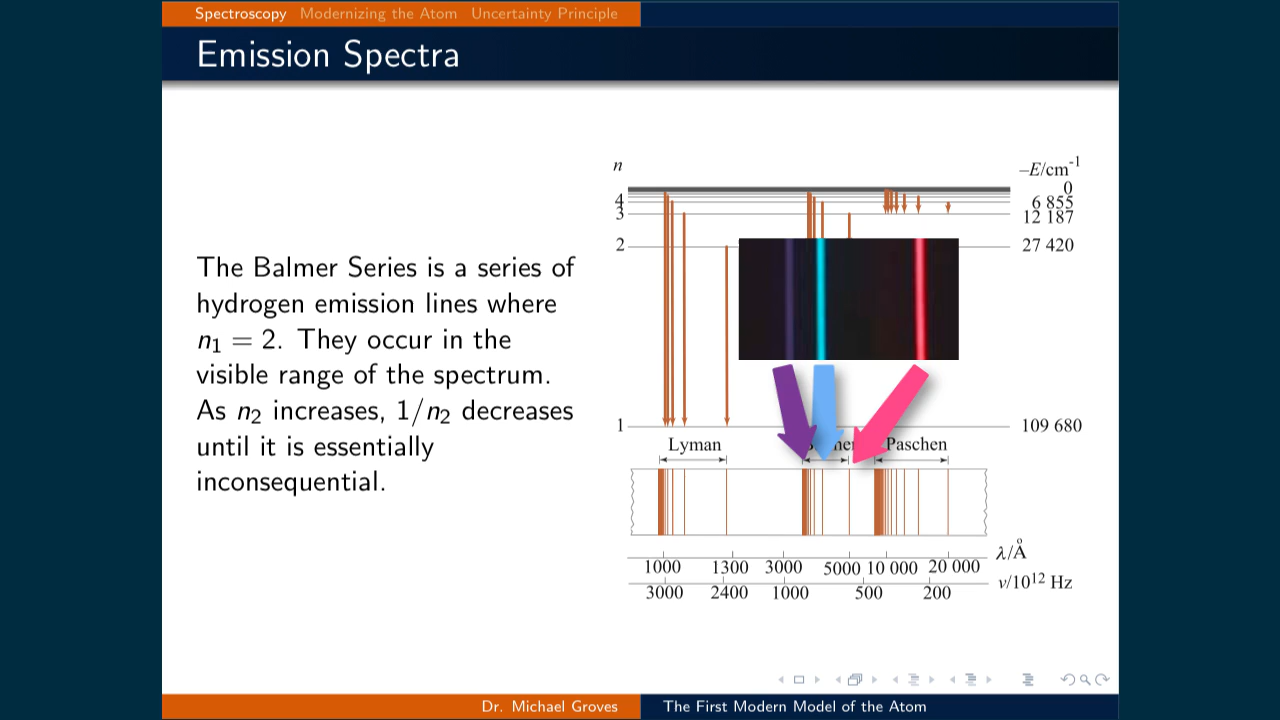 Spectroscopy Modernizing the Atom Uncertainty Principle
Emission Spectra
The Balmer Series is a series of
hydrogen emission lines where
n₁ = 2. They occur in the
visible range of the spectrum.
As n₂ increases, 1/n₂ decreases
until it is essentially
inconsequential.
n
–E/cm⁻¹
0
4
6 855
3
12 187
2
27 420
1
109 680
Lyman
Paschen
λ/Å
1000 1300 3000 5000 10 000 20 000
ν/10¹² Hz
3000 2400 1000 500 200
Dr. Michael Groves
The First Modern Model of the Atom